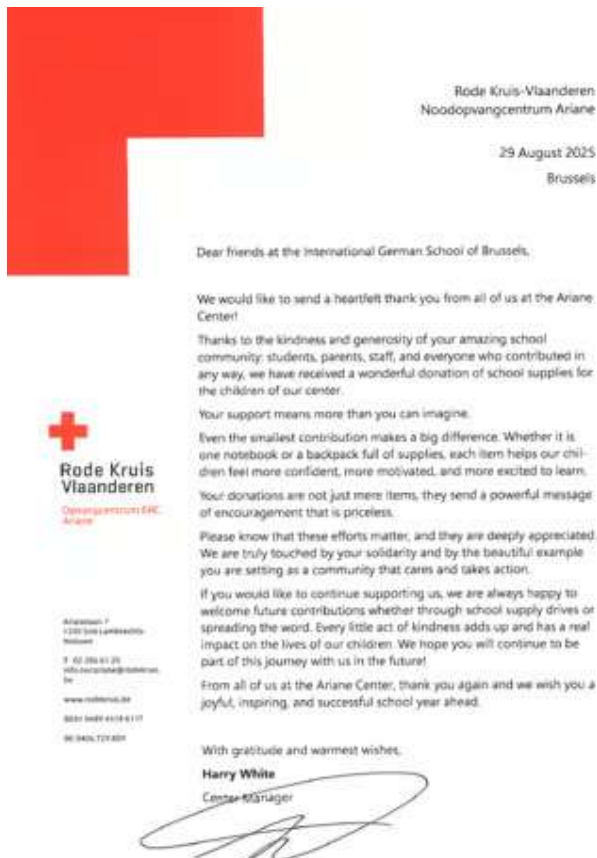 Rode Kruis-Vlaanderen
Noodopvangcentrum Ariane
29 August 2025
Brussels
Dear friends at the International German School of Brussels,
We would like to send a heartfelt thank you from all of us at the Ariane
Center!
Thanks to the kindness and generosity of your amazing school
community: students, parents, staff, and everyone who contributed in
any way, we have received a wonderful donation of school supplies for
the children of our center.
Your support means more than you can imagine.
Even the smallest contribution makes a big difference. Whether it is
one notebook or a backpack full of supplies, each item helps our chil-
dren feel more confident, more motivated, and more excited to learn.
Your donations are not just mere items, they send a powerful message
of encouragement that is priceless.
Please know that these efforts matter, and they are deeply appreciated.
We are truly touched by your solidarity and by the beautiful example
you are setting as a community that cares and takes action.
If you would like to continue supporting us, we are always happy to
welcome future contributions whether through school supply drives or
spreading the word. Every little act of kindness adds up and has a real
impact on the lives of our children. We hope you will continue to be
part of this journey with us in the future!
From all of us at the Ariane Center, thank you again and we wish you a
joyful, inspiring, and successful school year ahead.
With gratitude and warmest wishes,
Harry White
Center Manager
Rode Kruis
Vlaanderen
Opvangcentrum
Ariane
www.rodekruis.be